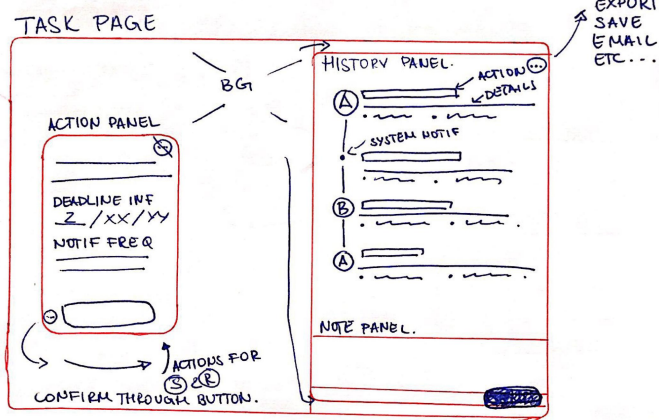 TASK PAGE
EXPORT
SAVE
EMAIL
ETC...
HISTORY PANEL.
BG
ACTION
DETAILS
A
SYSTEM NOTIF
ACTION PANEL
DEADLINE INF
Z/XX/YY
NOTIF FREQ
B
A
NOTE PANEL.
ACTIONS FOR
S & R
CONFIRM THROUGH BUTTON.